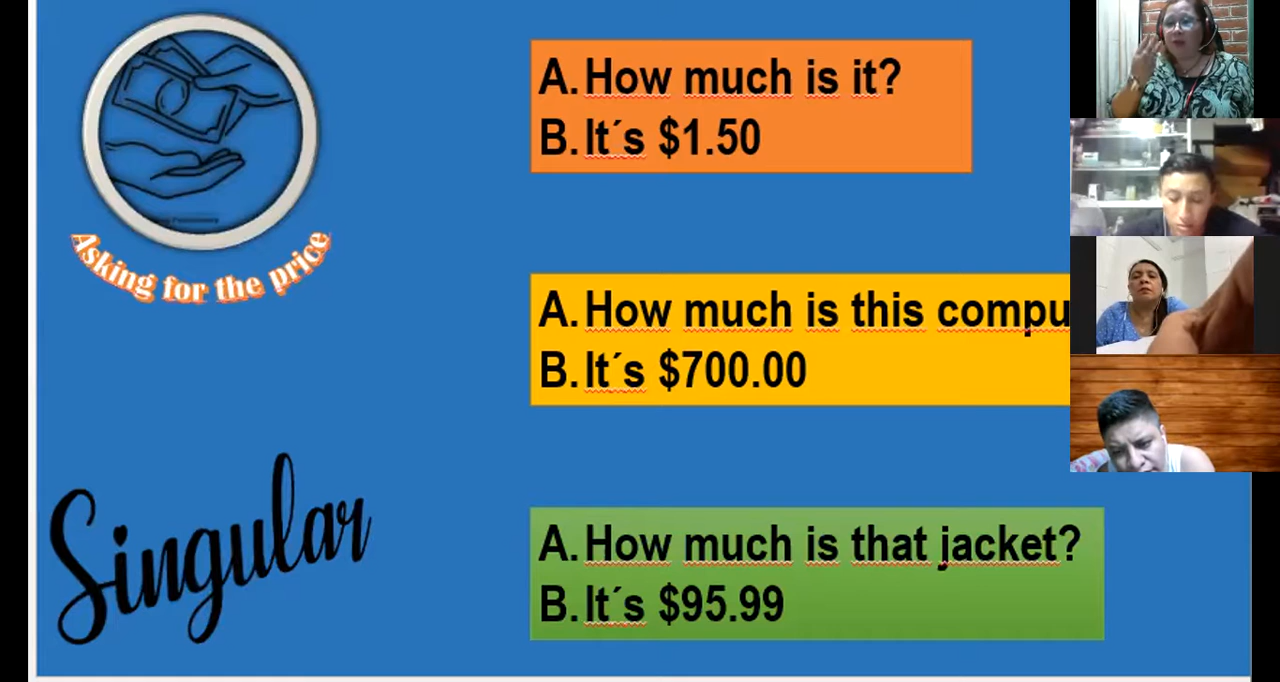 Asking for the price
A. How much is it?
B. It´s $1.50
A. How much is this
B. It´s $700.00
Singular
A. How much is that jacket?
B. It´s $95.99